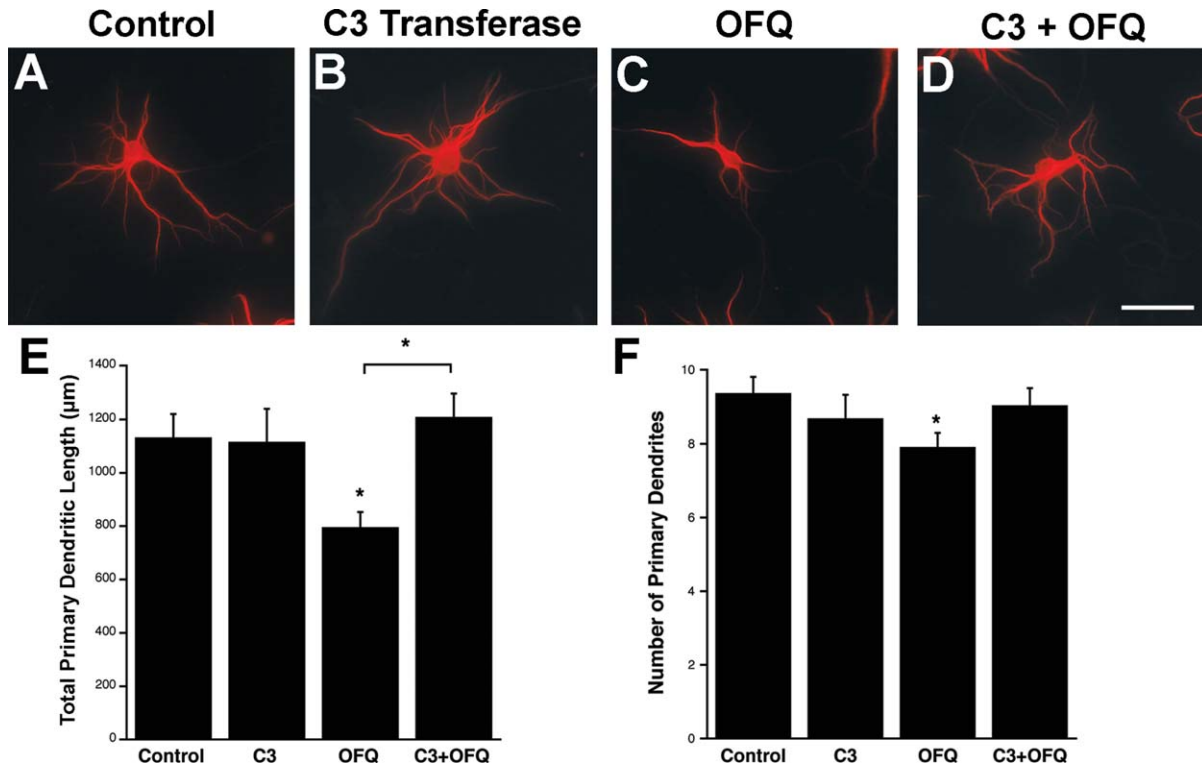 Control C3 Transferase OFQ C3 + OFQ
A B C D
E
Total Primary Dendritic Length (µm)
1400
1200
1000
800
600
400
200
0
*
*
Control C3 OFQ C3+OFQ
F
Number of Primary Dendrites
10
8
6
4
2
0
*
Control C3 OFQ C3+OFQ